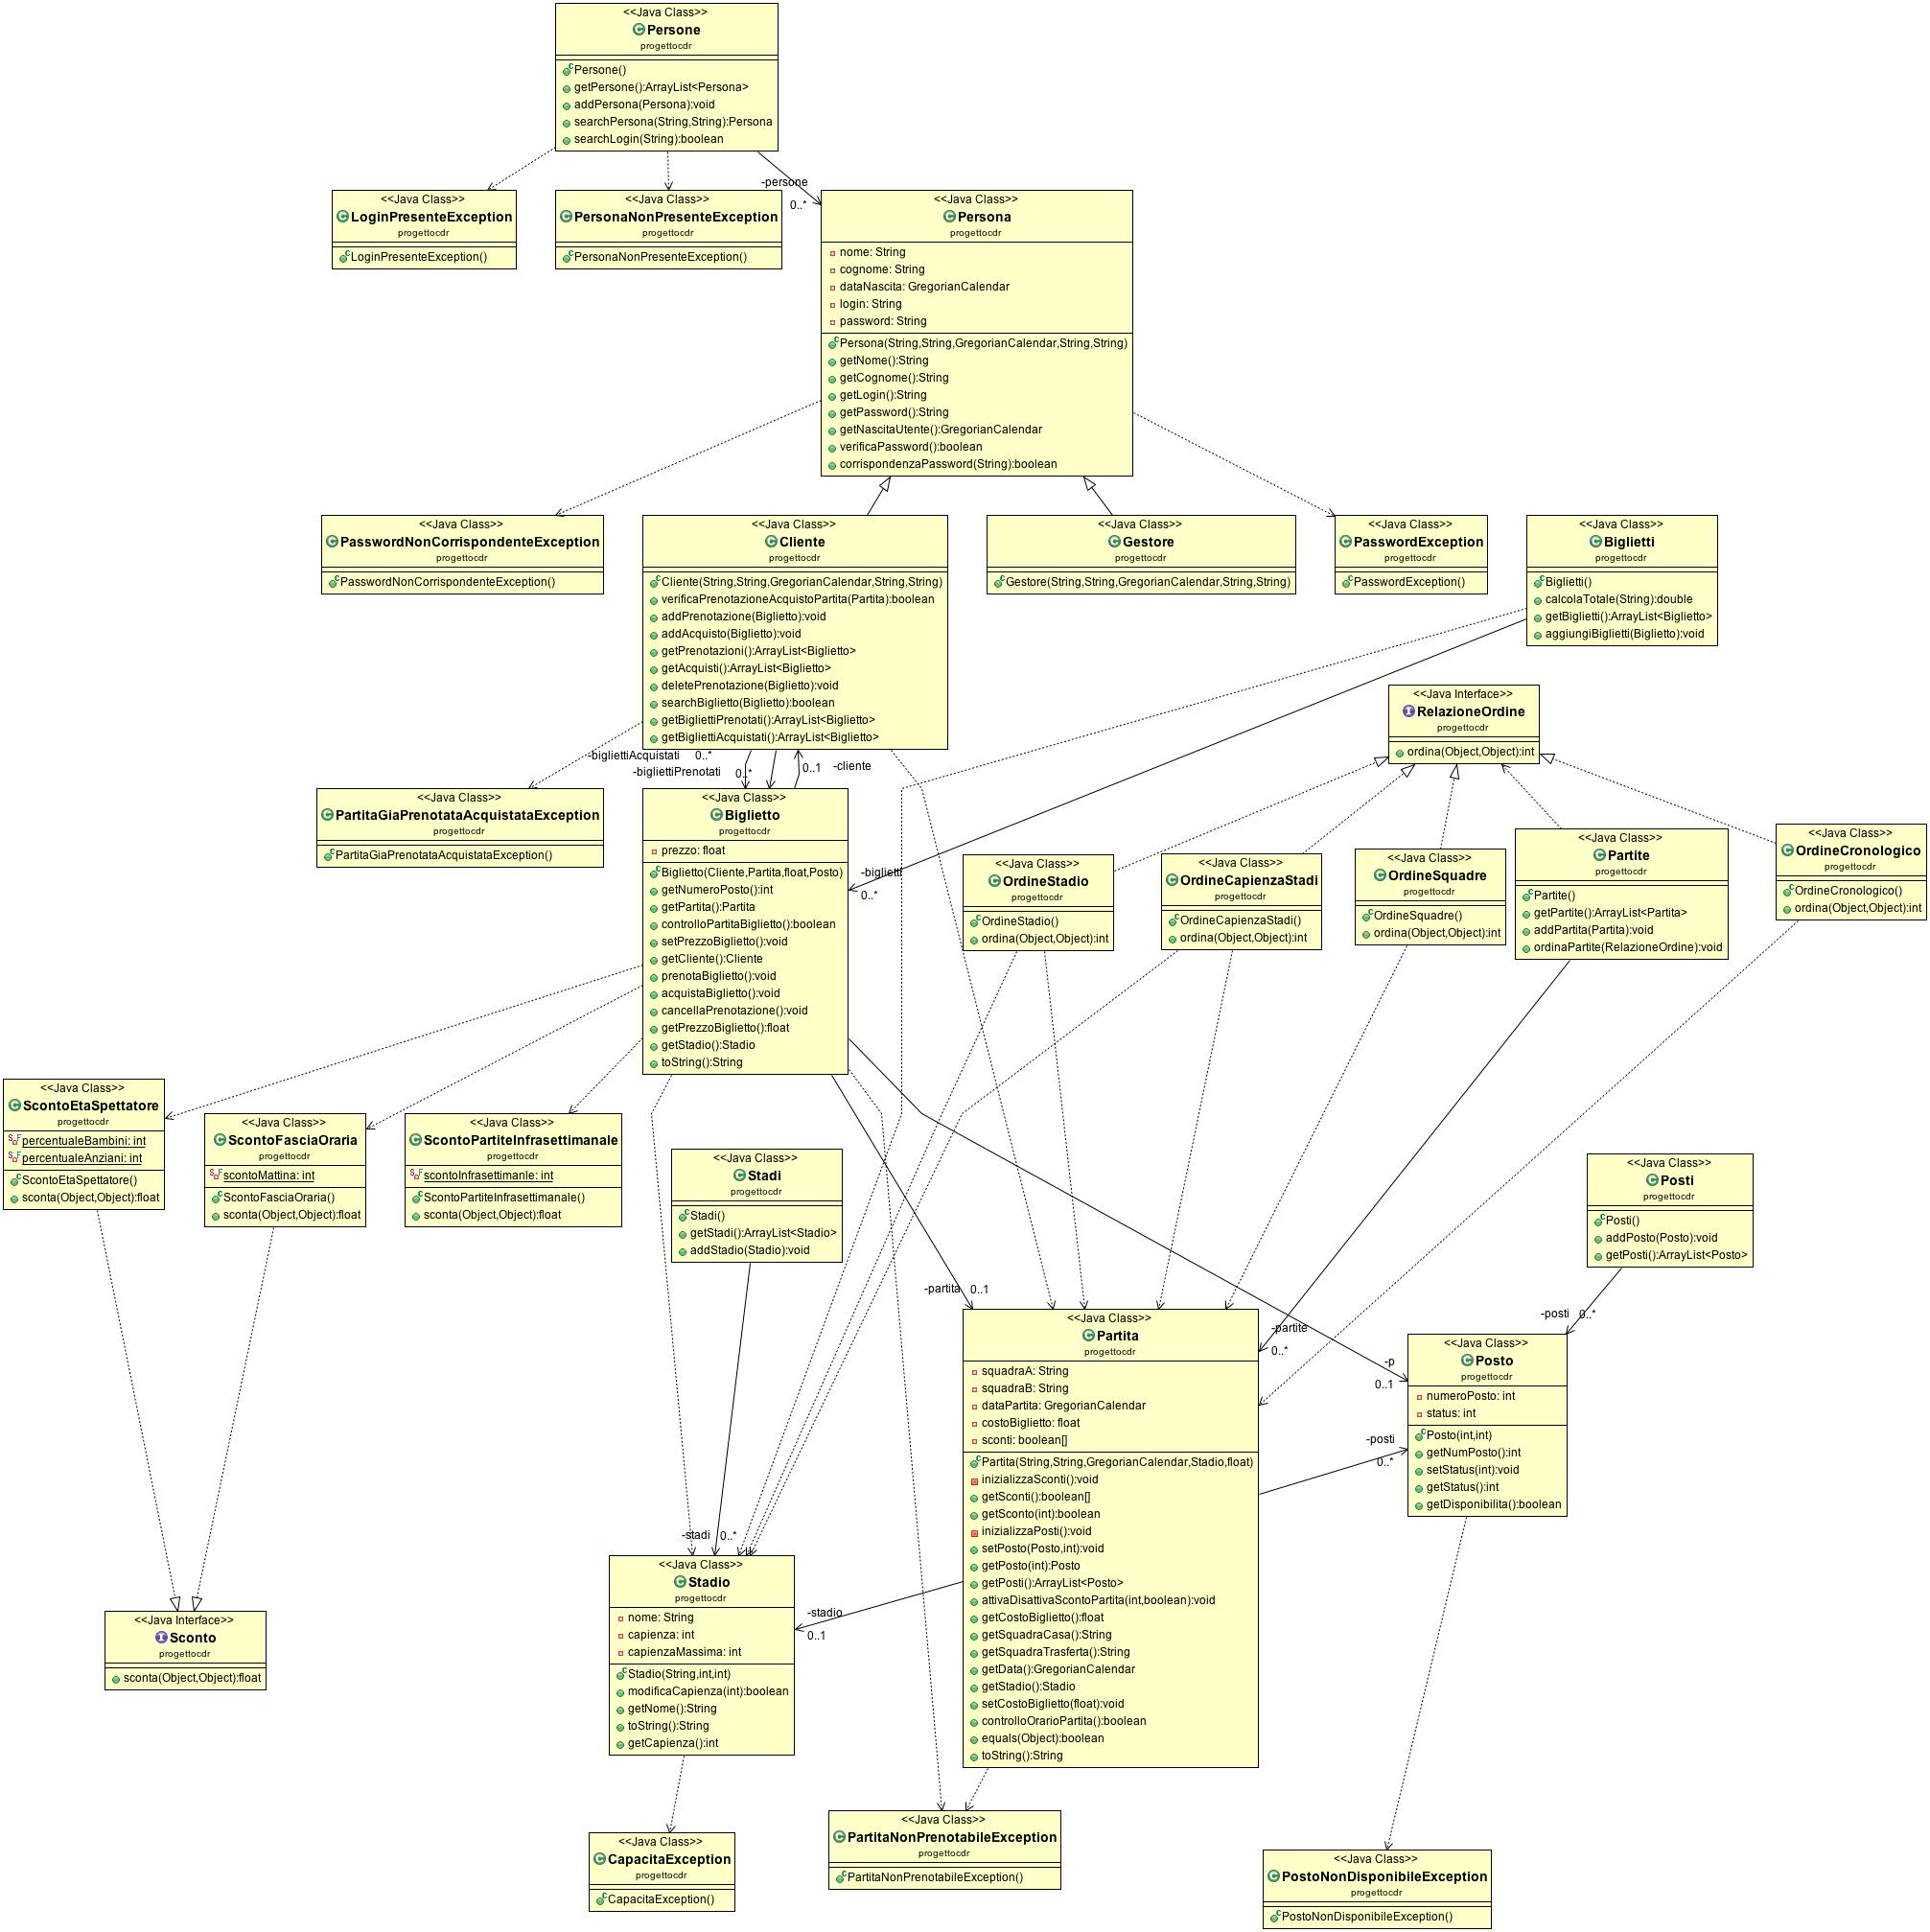 <<Java Class>>
Persone
progettocdr
Persone()
getPersone():ArrayList<Persona>
addPersona(Persona):void
searchPersona(String,String):Persona
searchLogin(String):boolean
-persone
0..*
<<Java Class>>
LoginPresenteException
progettocdr
LoginPresenteException()
<<Java Class>>
PersonaNonPresenteException
progettocdr
PersonaNonPresenteException()
<<Java Class>>
Persona
progettocdr
nome: String
cognome: String
dataNascita: GregorianCalendar
login: String
password: String
Persona(String,String,GregorianCalendar,String,String)
getNome():String
getCognome():String
getLogin():String
getPassword():String
getNascitaUtente():GregorianCalendar
verificaPassword():boolean
corrispondenzaPassword(String):boolean
<<Java Class>>
PasswordNonCorrispondenteException
progettocdr
PasswordNonCorrispondenteException()
<<Java Class>>
Cliente
progettocdr
Cliente(String,String,GregorianCalendar,String,String)
verificaPrenotazioneAcquistoPartita(Partita):boolean
addPrenotazione(Biglietto):void
addAcquisto(Biglietto):void
getPrenotazioni():ArrayList<Biglietto>
getAcquisti():ArrayList<Biglietto>
deletePrenotazione(Biglietto):void
searchBiglietto(Biglietto):boolean
getBigliettiPrenotati():ArrayList<Biglietto>
getBigliettiAcquistati():ArrayList<Biglietto>
<<Java Class>>
Gestore
progettocdr
Gestore(String,String,GregorianCalendar,String,String)
<<Java Class>>
PasswordException
progettocdr
PasswordException()
<<Java Class>>
Biglietti
progettocdr
Biglietti()
calcolaTotale(String):double
getBiglietti():ArrayList<Biglietto>
aggiungiBiglietti(Biglietto):void
<<Java Interface>>
RelazioneOrdine
progettocdr
ordina(Object,Object):int
-bigliettiAcquistati 0..*
-bigliettiPrenotati 0..*
0..1 -cliente
<<Java Class>>
PartitaGiaPrenotataAcquistataException
progettocdr
PartitaGiaPrenotataAcquistataException()
<<Java Class>>
Biglietto
progettocdr
prezzo: float
Biglietto(Cliente,Partita,float,Posto)
getNumeroPosto():int
getPartita():Partita
controlloPartitaBiglietto():boolean
setPrezzoBiglietto():void
getCliente():Cliente
prenotaBiglietto():void
acquistaBiglietto():void
cancellaPrenotazione():void
getPrezzoBiglietto():float
getStadio():Stadio
toString():String
-biglietti
0..*
<<Java Class>>
OrdineStadio
progettocdr
OrdineStadio()
ordina(Object,Object):int
<<Java Class>>
OrdineCapienzaStadi
progettocdr
OrdineCapienzaStadi()
ordina(Object,Object):int
<<Java Class>>
OrdineSquadre
progettocdr
OrdineSquadre()
ordina(Object,Object):int
<<Java Class>>
Partite
progettocdr
Partite()
getPartite():ArrayList<Partita>
addPartita(Partita):void
ordinaPartite(RelazioneOrdine):void
<<Java Class>>
OrdineCronologico
progettocdr
OrdineCronologico()
ordina(Object,Object):int
<<Java Class>>
ScontoEtaSpettatore
progettocdr
percentualeBambini: int
percentualeAnziani: int
ScontoEtaSpettatore()
sconta(Object,Object):float
<<Java Class>>
ScontoFasciaOraria
progettocdr
scontoMattina: int
ScontoFasciaOraria()
sconta(Object,Object):float
<<Java Class>>
ScontoPartiteInfrasettimanale
progettocdr
scontoInfrasettimanle: int
ScontoPartiteInfrasettimanale()
sconta(Object,Object):float
<<Java Class>>
Stadi
progettocdr
Stadi()
getStadi():ArrayList<Stadio>
addStadio(Stadio):void
<<Java Class>>
Posti
progettocdr
Posti()
addPosto(Posto):void
getPosti():ArrayList<Posto>
-partita 0..1
-posti 0..*
-partite
0..*
-p
0..1
<<Java Class>>
Partita
progettocdr
squadraA: String
squadraB: String
dataPartita: GregorianCalendar
costoBiglietto: float
sconti: boolean[]
Partita(String,String,GregorianCalendar,Stadio,float)
inizializzaSconti():void
getSconti():boolean[]
getSconto(int):boolean
inizializzaPosti():void
setPosto(Posto,int):void
getPosto(int):Posto
getPosti():ArrayList<Posto>
attivaDisattivaScontoPartita(int,boolean):void
getCostoBiglietto():float
getSquadraCasa():String
getSquadraTrasferta():String
getData():GregorianCalendar
getStadio():Stadio
setCostoBiglietto(float):void
controlloOrarioPartita():boolean
equals(Object):boolean
toString():String
<<Java Class>>
Posto
progettocdr
numeroPosto: int
status: int
Posto(int,int)
getNumPosto():int
setStatus(int):void
getStatus():int
getDisponibilita():boolean
-posti
0..*
-stadi 0..*
<<Java Class>>
Stadio
progettocdr
nome: String
capienza: int
capienzaMassima: int
Stadio(String,int,int)
modificaCapienza(int):boolean
getNome():String
toString():String
getCapienza():int
-stadio
0..1
<<Java Interface>>
Sconto
progettocdr
sconta(Object,Object):float
<<Java Class>>
CapacitaException
progettocdr
CapacitaException()
<<Java Class>>
PartitaNonPrenotabileException
progettocdr
PartitaNonPrenotabileException()
<<Java Class>>
PostoNonDisponibileException
progettocdr
PostoNonDisponibileException()